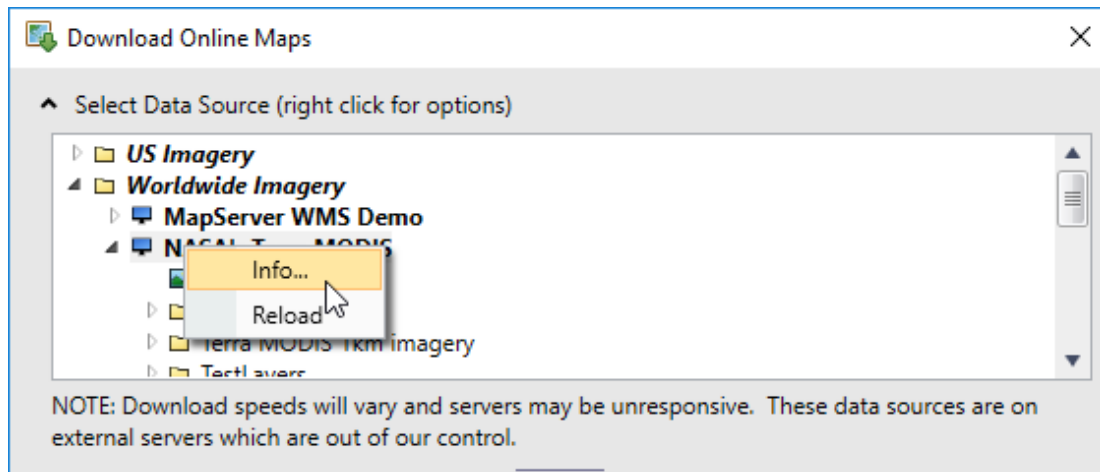 Download Online Maps
Select Data Source (right click for options)
US Imagery
Worldwide Imagery
MapServer WMS Demo
MODIS
Info...
Reload
Terra MODIS 1km imagery
TestLayers
NOTE: Download speeds will vary and servers may be unresponsive. These data sources are on
external servers which are out of our control.